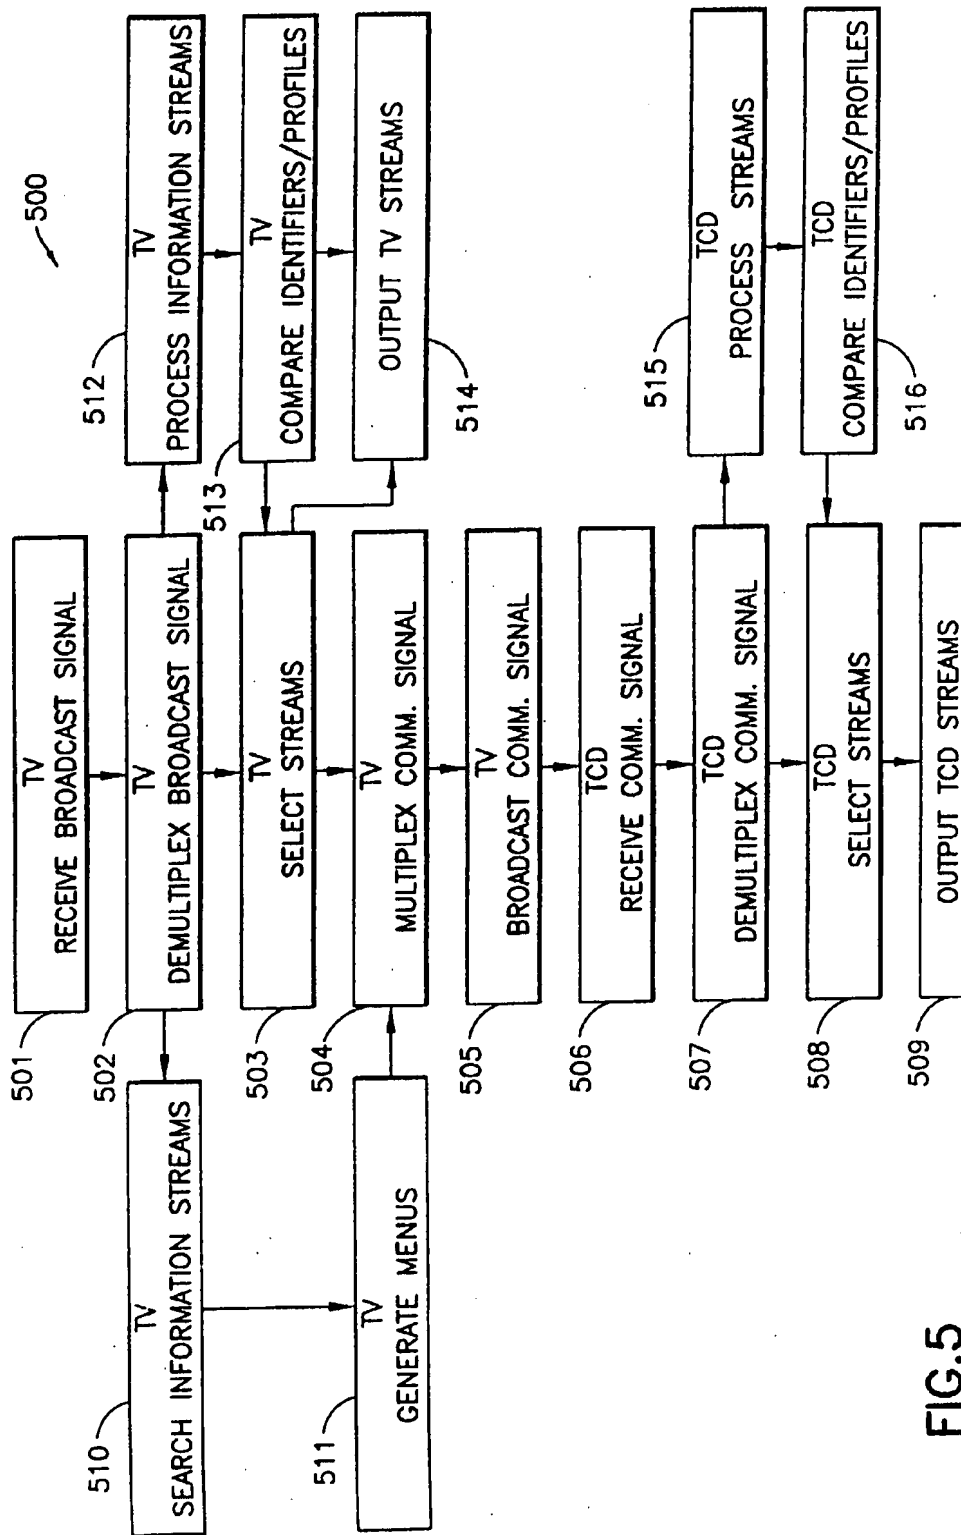 500
501
TV
RECEIVE BROADCAST SIGNAL
502
TV
DEMULTIPLEX BROADCAST SIGNAL
503
TV
SELECT STREAMS
504
TV
MULTIPLEX COMM. SIGNAL
505
TV
BROADCAST COMM. SIGNAL
506
TCD
RECEIVE COMM. SIGNAL
507
TCD
DEMULTIPLEX COMM. SIGNAL
508
TCD
SELECT STREAMS
509
OUTPUT TCD STREAMS
510
TV
SEARCH INFORMATION STREAMS
511
TV
GENERATE MENUS
512
TV
PROCESS INFORMATION STREAMS
513
TV
COMPARE IDENTIFIERS/PROFILES
514
OUTPUT TV STREAMS
515
TCD
PROCESS STREAMS
516
TCD
COMPARE IDENTIFIERS/PROFILES
FIG.5